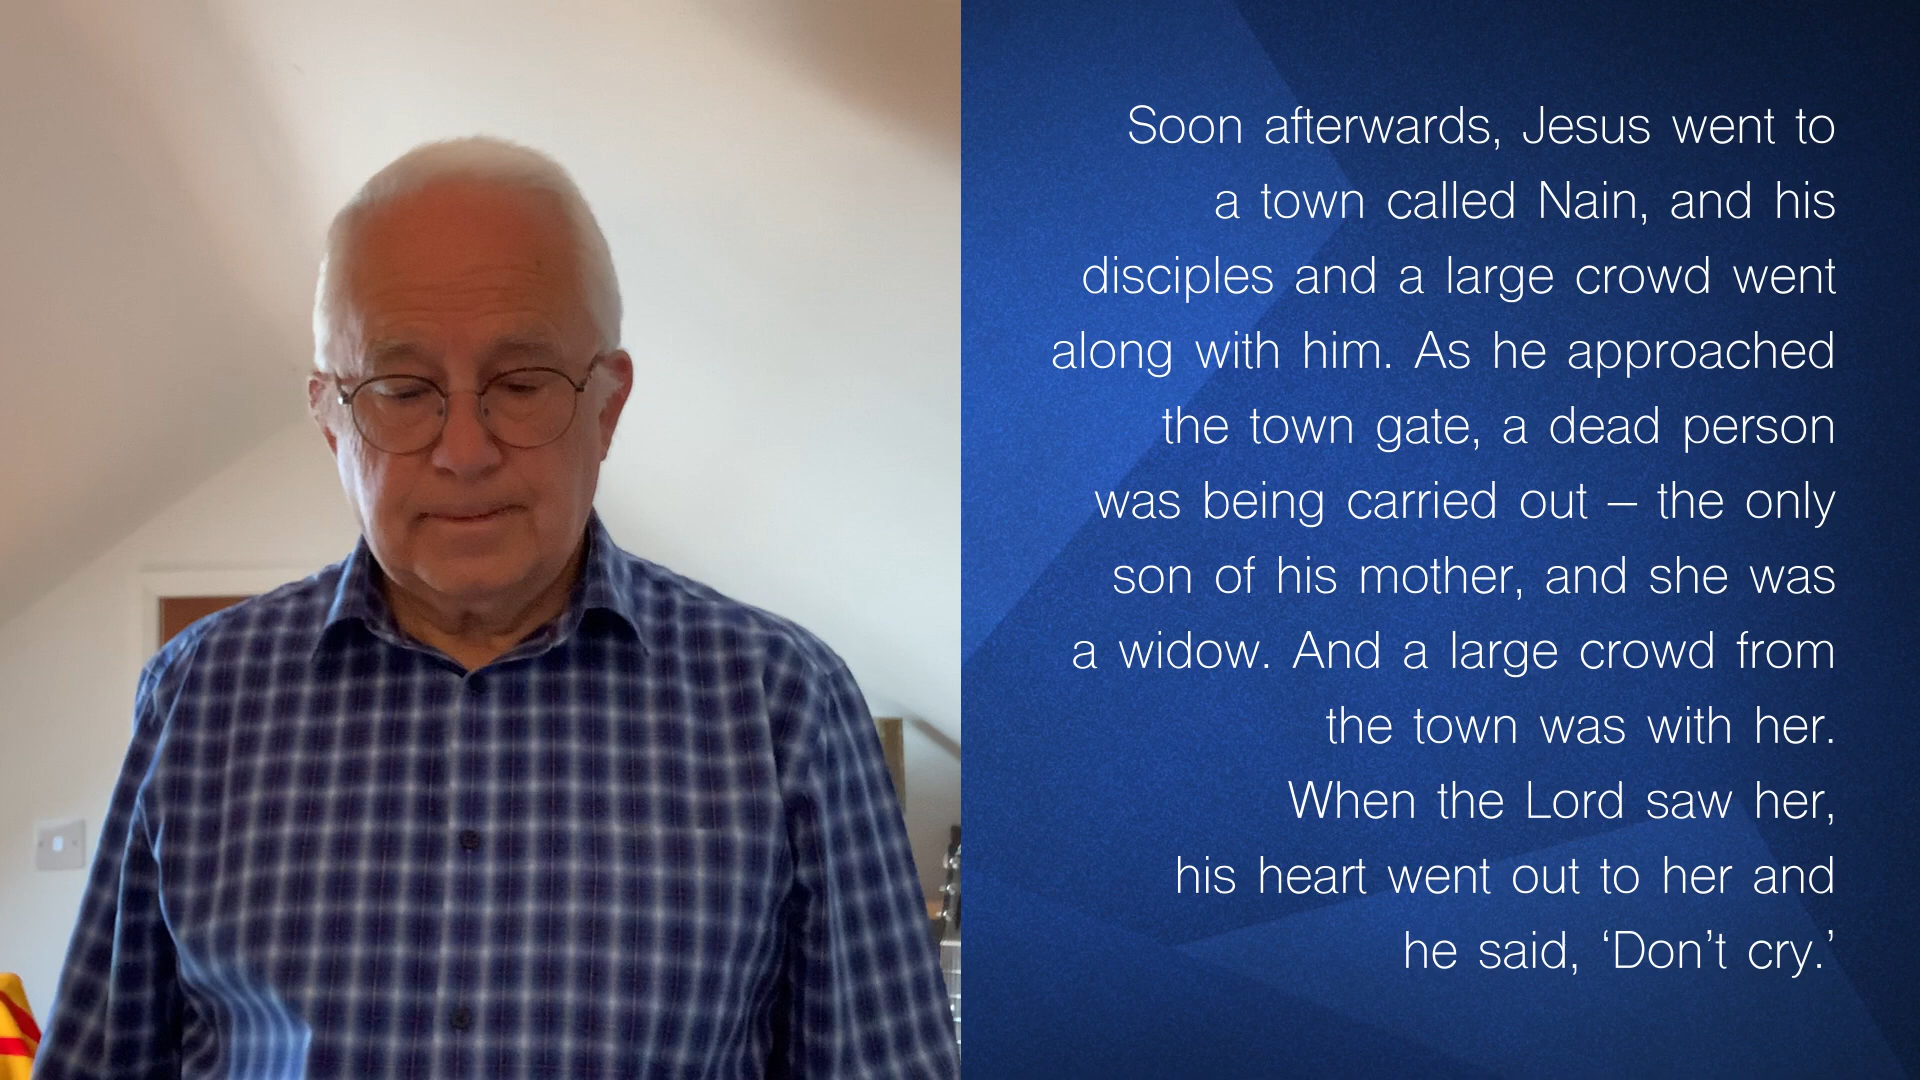 Soon afterwards, Jesus went to
a town called Nain, and his
disciples and a large crowd went
along with him. As he approached
the town gate, a dead person
was being carried out – the only
son of his mother, and she was
a widow. And a large crowd from
the town was with her.
When the Lord saw her,
his heart went out to her and
he said, ‘Don’t cry.’